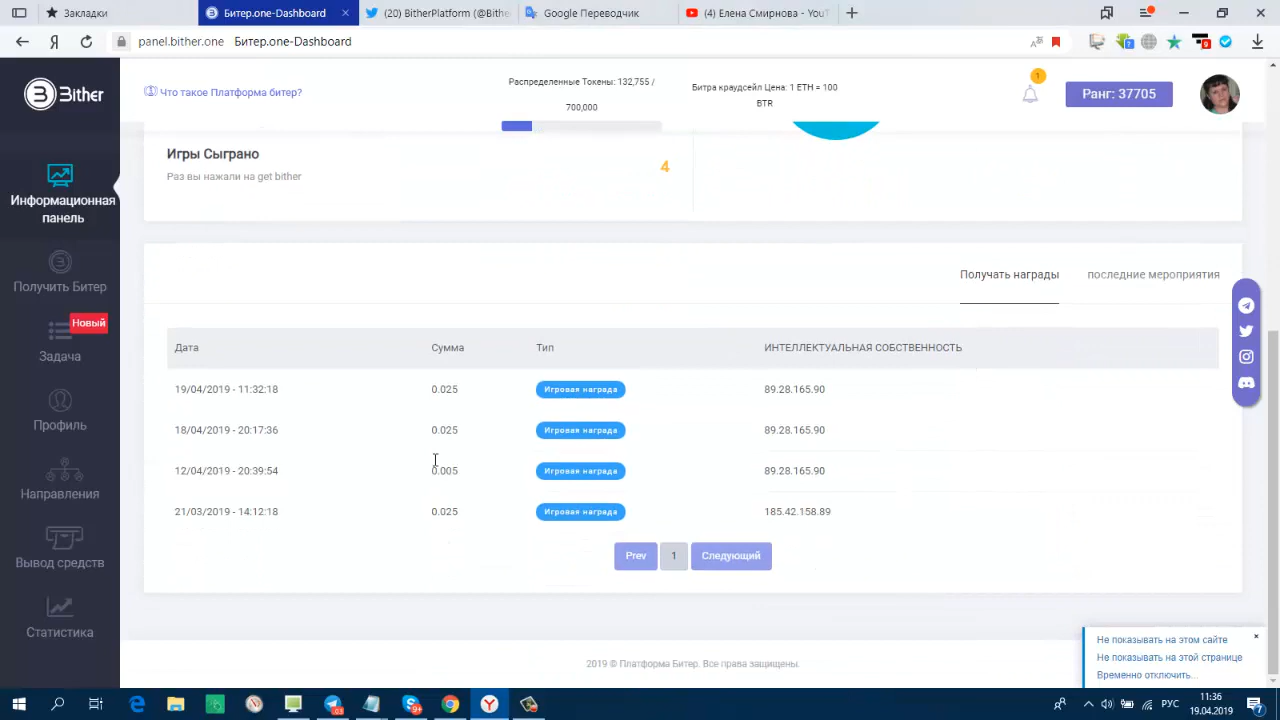 Закладки
Битер.one-Dashboard
(20) BitherPlatform (@Bithe
Google Переводчик
(4) Елена Смирнова - YouT
Я
panel.bither.one Битер.one-Dashboard
7
9
Bither
Что такое Платформа битер?
Распределенные Токены: 132,755 /
700,000
Битра краудсейл Цена: 1 ETH = 100
BTR
1
Ранг: 37705
Информационная
панель
Получить Битер
Новый
Задача
Профиль
Направления
Вывод средств
Статистика
Игры Сыграно
Раз вы нажали на get bither
4
Получать награды
последние мероприятия
Дата Сумма Тип ИНТЕЛЛЕКТУАЛЬНАЯ СОБСТВЕННОСТЬ
19/04/2019 - 11:32:18 0.025 Игровая награда 89.28.165.90
18/04/2019 - 20:17:36 0.025 Игровая награда 89.28.165.90
12/04/2019 - 20:39:54 0.005 Игровая награда 89.28.165.90
21/03/2019 - 14:12:18 0.025 Игровая награда 185.42.158.89
Prev 1 Следующий
2019 © Платформа Битер. Все права защищены.
Не показывать на этом сайте
Не показывать на этой странице
Временно отключить...
РУС
11:36
19.04.2019